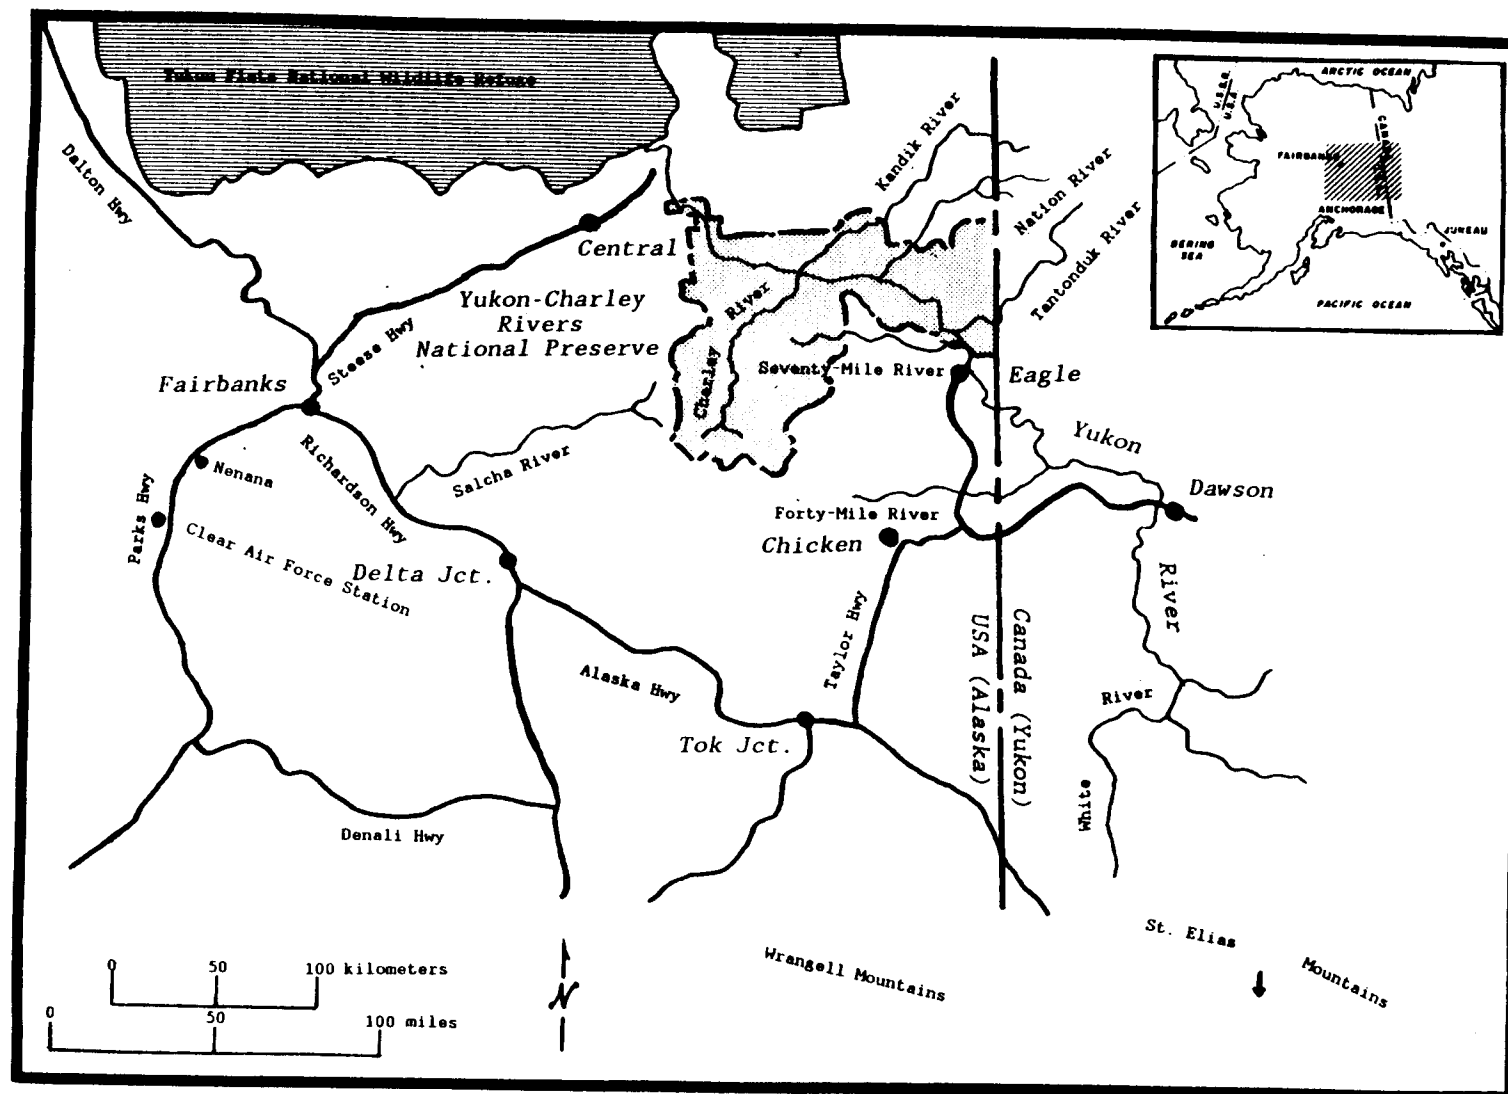 Yukon Flats National Wildlife Refuge
Dalton Hwy
Kandik River
Nation River
Tantonduk River
Central
Yukon-Charley
Rivers
National Preserve
Steese Hwy
Charley River
Seventy-Mile River
Eagle
Fairbanks
Nenana
Richardson Hwy
Salcha River
Yukon River
Dawson
Parks Hwy
Clear Air Force Station
Forty-Mile River
Chicken
Delta Jct.
Alaska Hwy
Taylor Hwy
USA (Alaska)
Canada (Yukon)
White River
Tok Jct.
Denali Hwy
St. Elias Mountains
Wrangell Mountains
N
0 50 100 kilometers
0 50 100 miles
ARCTIC OCEAN
U.S.S.R.
U.S.A.
FAIRBANKS
ANCHORAGE
JUNEAU
BERING
SEA
PACIFIC OCEAN